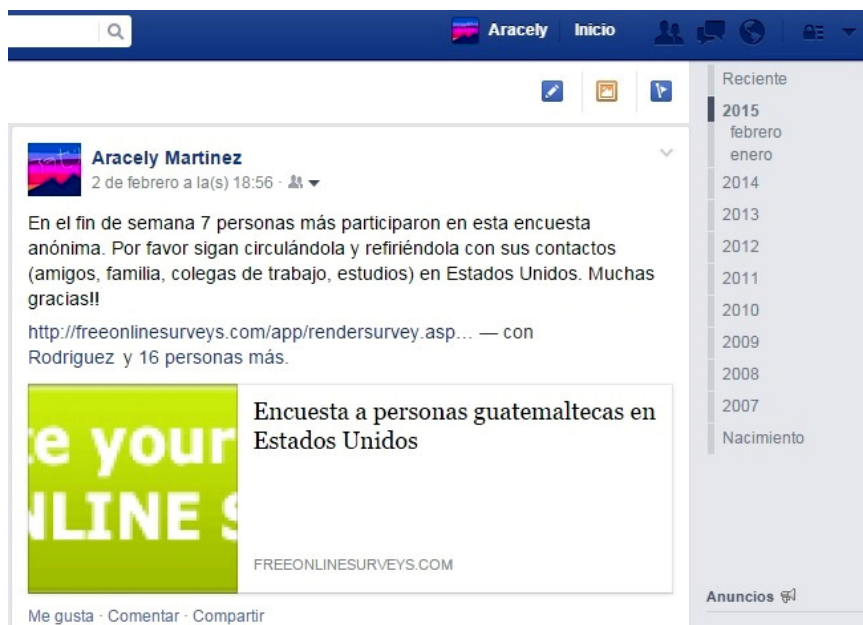 Aracely Inicio
Aracely Martinez
2 de febrero a la(s) 18:56 ·
En el fin de semana 7 personas más participaron en esta encuesta
anónima. Por favor sigan circulándola y refiriéndola con sus contactos
(amigos, familia, colegas de trabajo, estudios) en Estados Unidos. Muchas
gracias!!
http://freeonlinesurveys.com/app/rendersurvey.asp... — con
Rodriguez y 16 personas más.
e your
NLINE S
Encuesta a personas guatemaltecas en
Estados Unidos
FREEONLINESURVEYS.COM
Me gusta · Comentar · Compartir
Reciente
2015
febrero
enero
2014
2013
2012
2011
2010
2009
2008
2007
Nacimiento
Anuncios